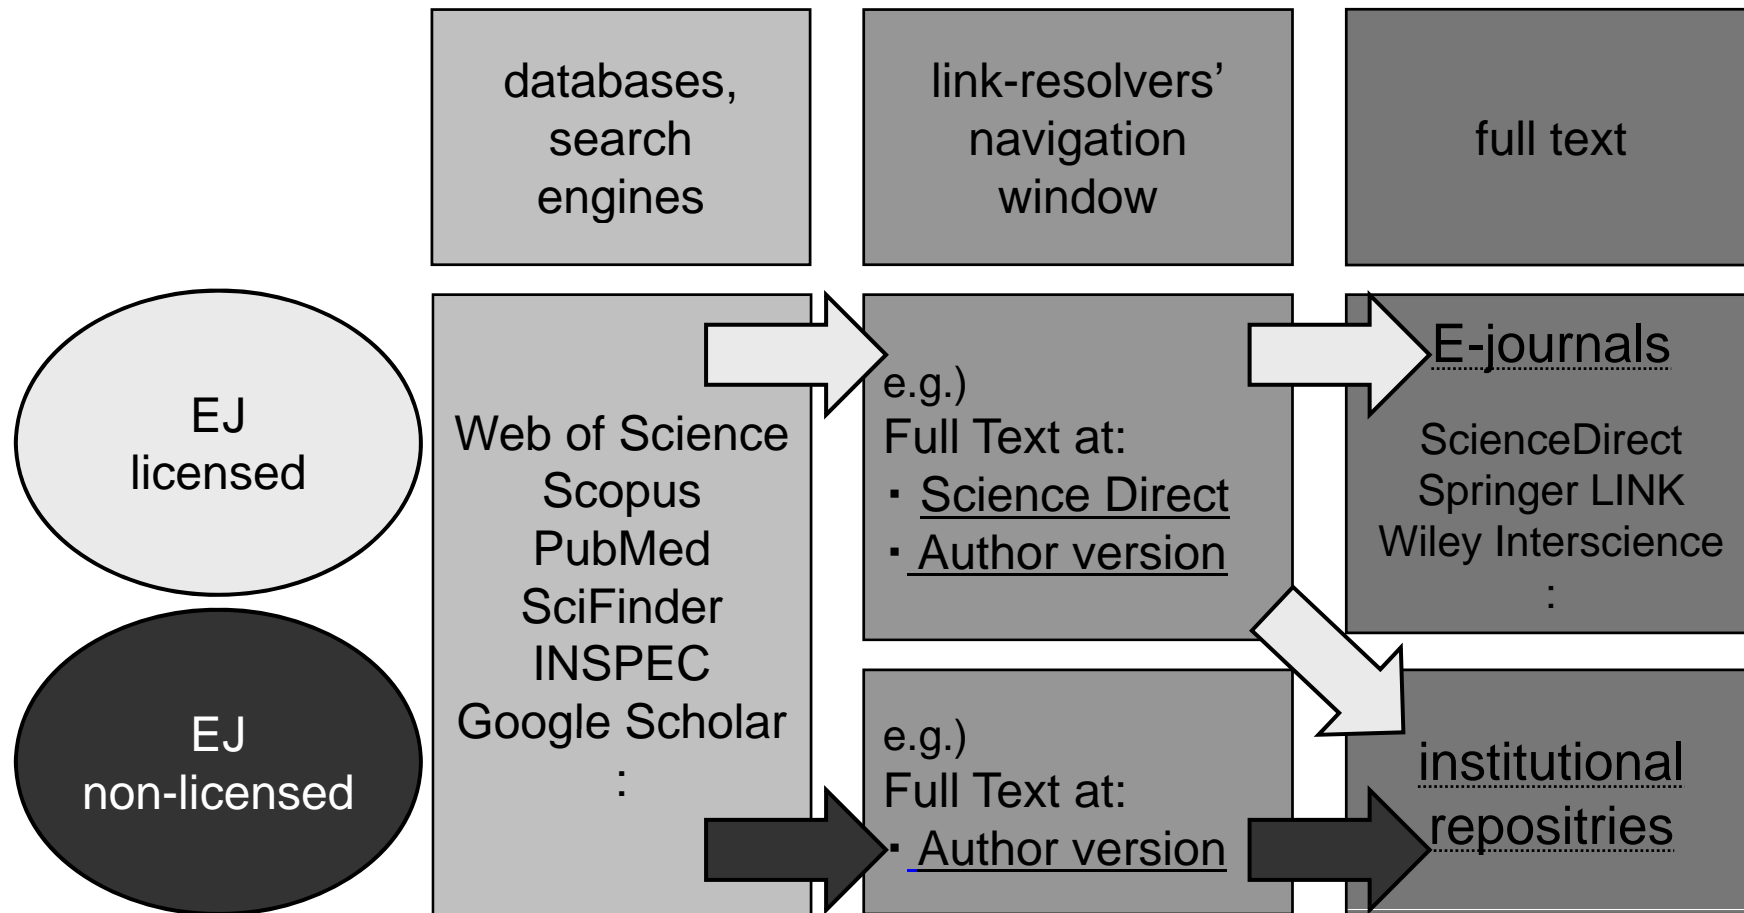 databases,
search
engines
link-resolvers’
navigation
window
full text
EJ
licensed
EJ
non-licensed
Web of Science
Scopus
PubMed
SciFinder
INSPEC
Google Scholar
:
e.g.)
Full Text at:
・Science Direct
・Author version
e.g.)
Full Text at:
・Author version
E-journals
ScienceDirect
Springer LINK
Wiley Interscience
:
institutional
repositries